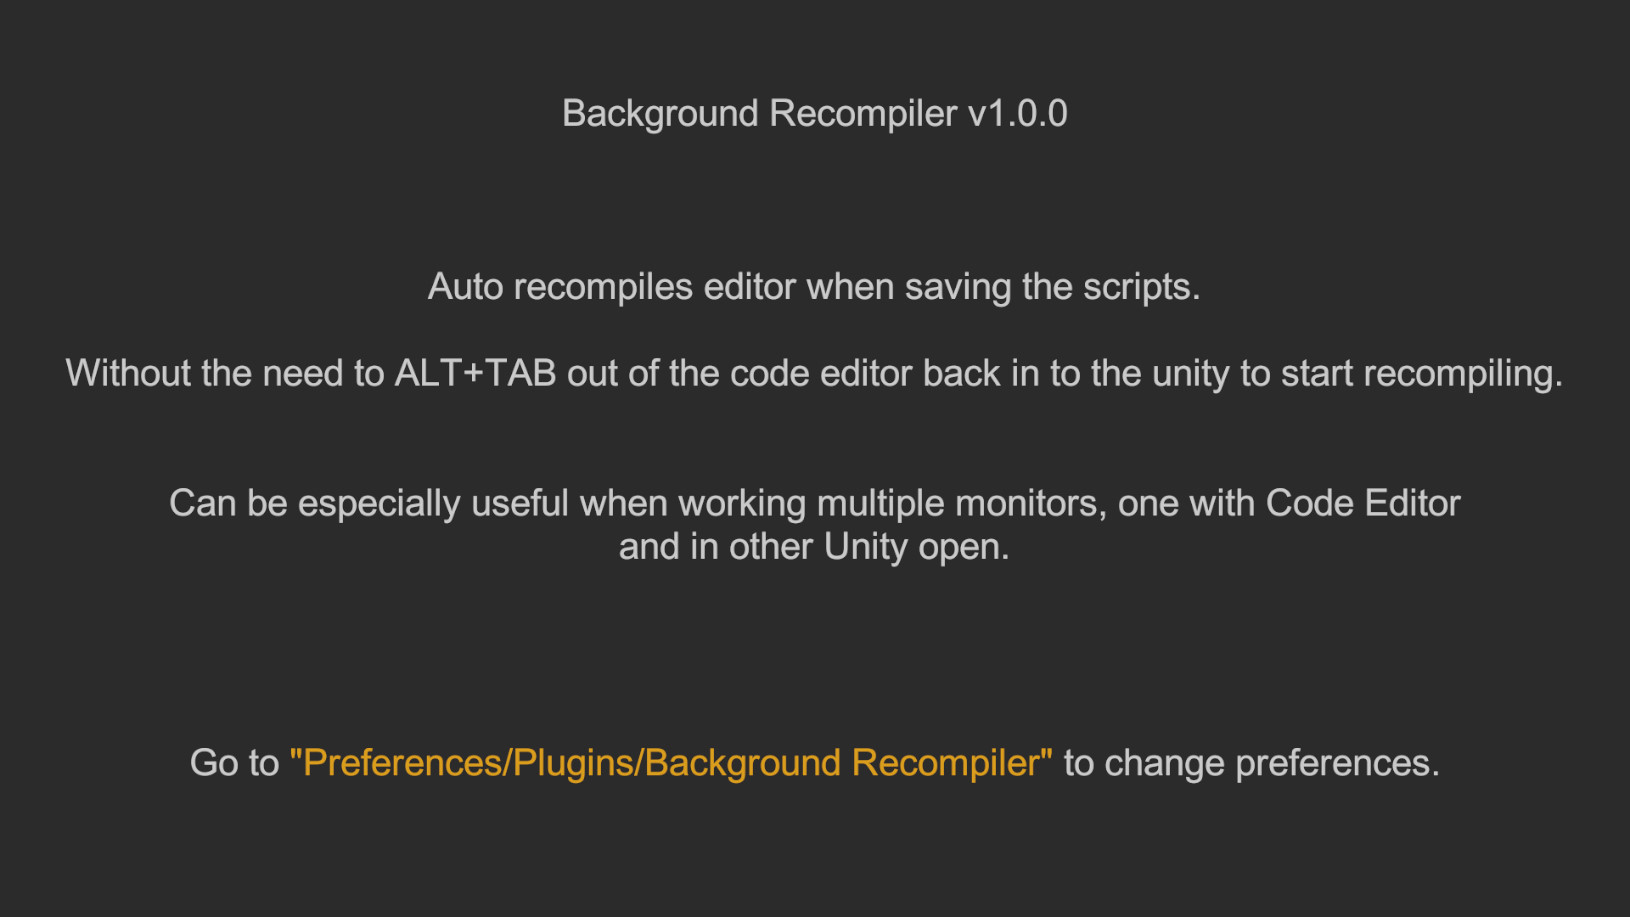 Background Recompiler v1.0.0
Auto recompiles editor when saving the scripts.
Without the need to ALT+TAB out of the code editor back in to the unity to start recompiling.
Can be especially useful when working multiple monitors, one with Code Editor
and in other Unity open.
Go to "Preferences/Plugins/Background Recompiler" to change preferences.